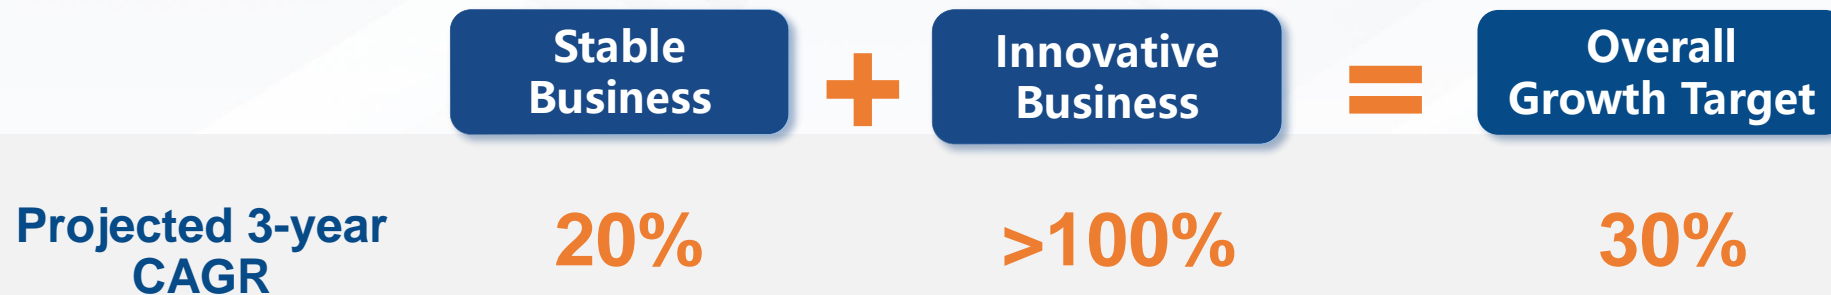 Stable
Business
+
Innovative
Business
=
Overall
Growth Target
Projected 3-year
CAGR
20%
>100%
30%